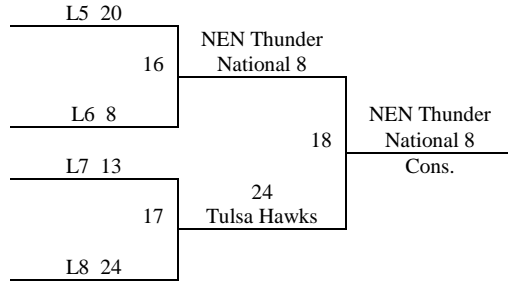 L5 20
NEN Thunder
National 8
16
L6 8
NEN Thunder
National 8
18
Cons.
L7 13
24
17
Tulsa Hawks
L8 24